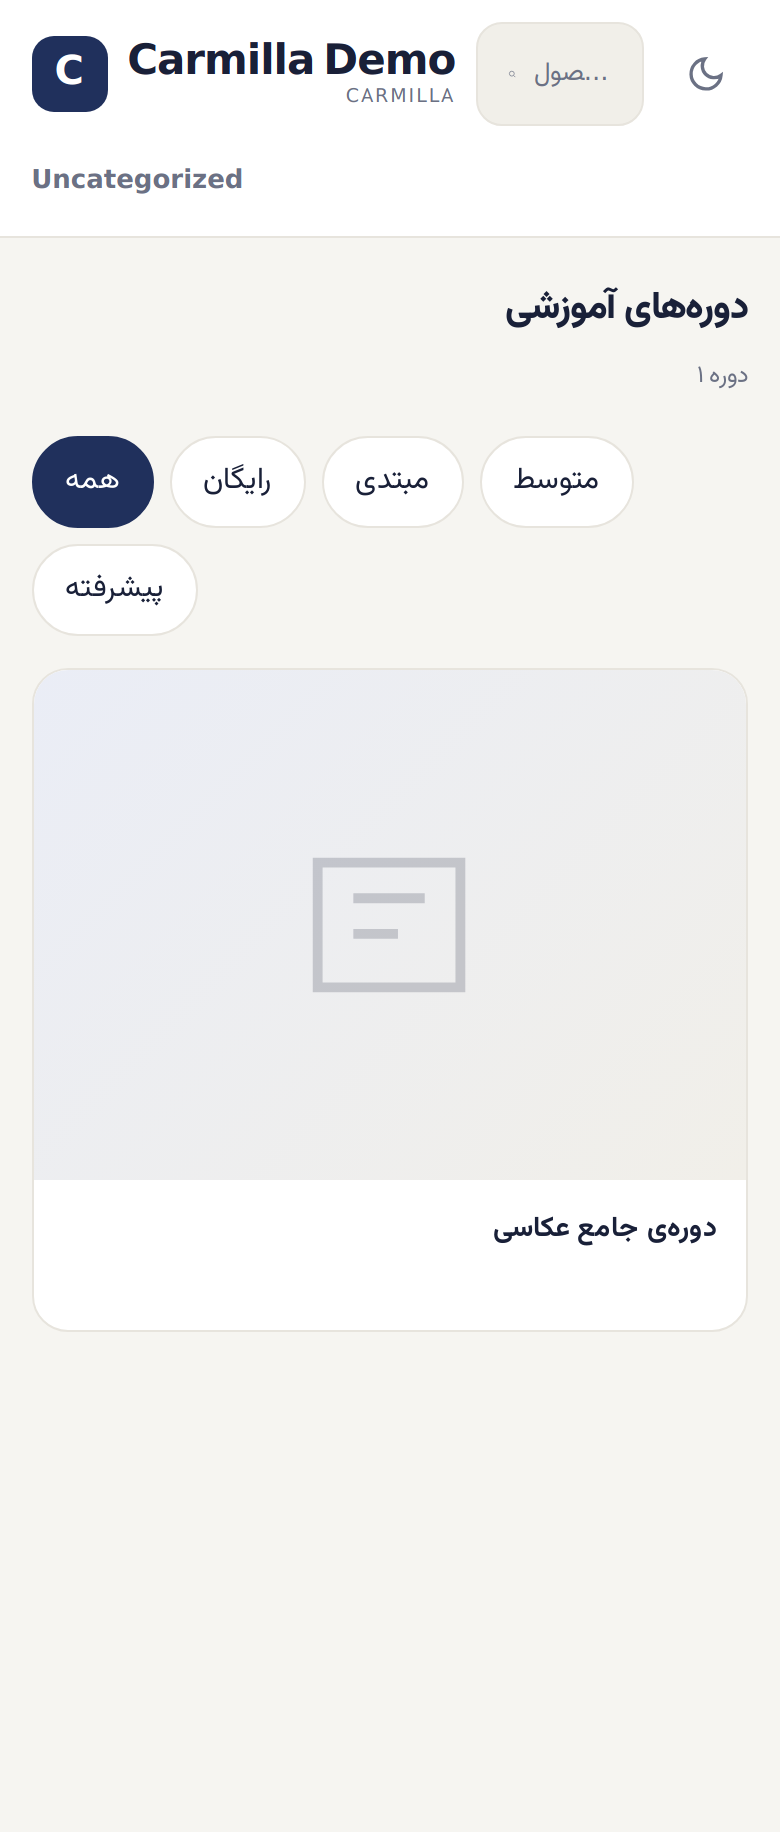 C
Carmilla Demo
CARMILLA
...صول
Uncategorized
دوره‌های آموزشی
دوره ۱
همه
رایگان
مبتدی
متوسط
پیشرفته
دوره‌ی جامع عکاسی